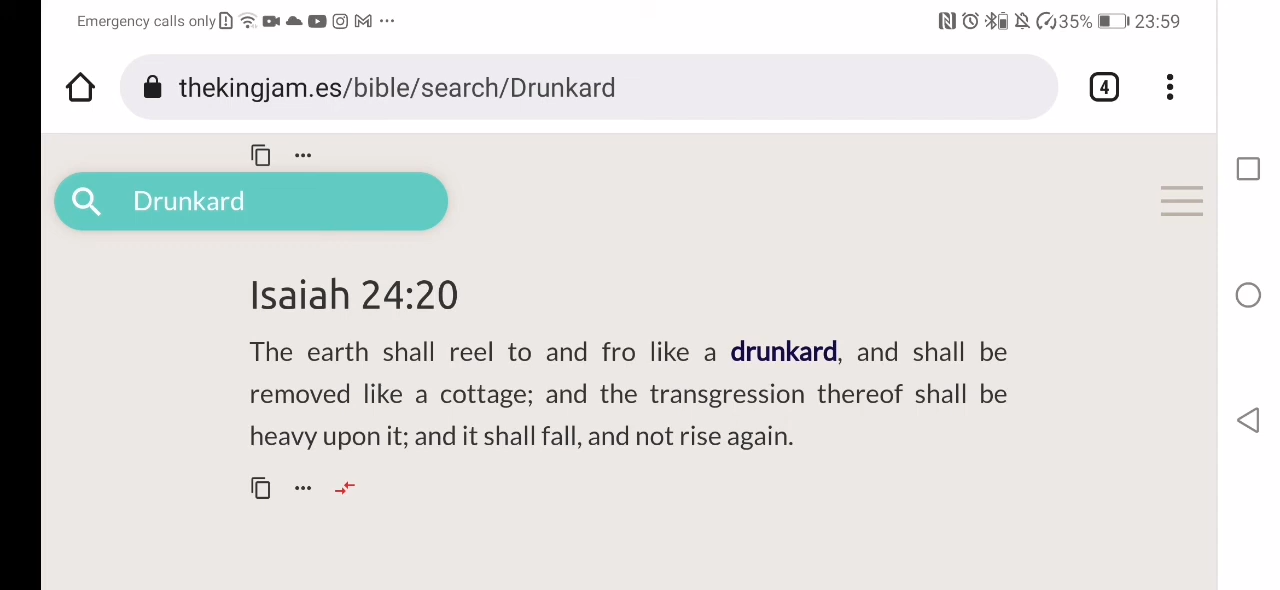 Emergency calls only 35% 23:59
thekingjam.es/bible/search/Drunkard 4
Drunkard
Isaiah 24:20
The earth shall reel to and fro like a drunkard, and shall be
removed like a cottage; and the transgression thereof shall be
heavy upon it; and it shall fall, and not rise again.